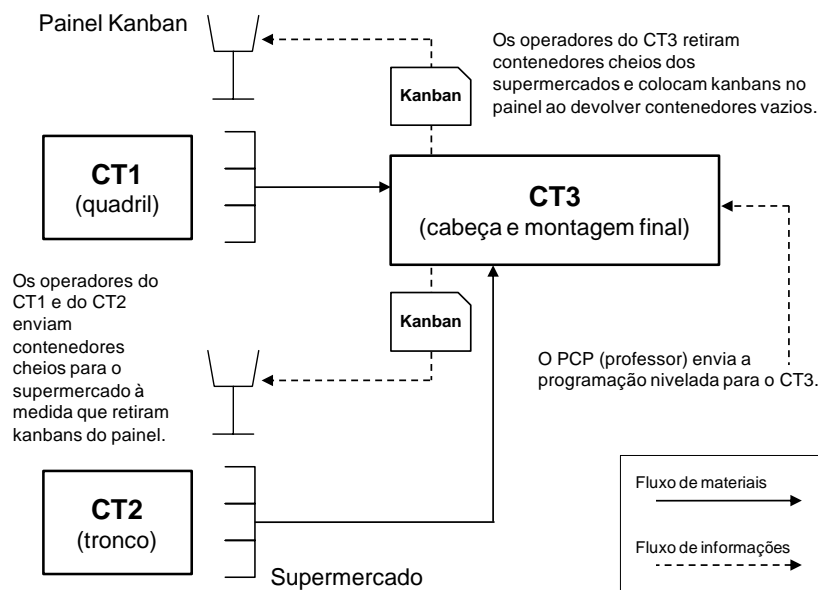 Painel Kanban
Os operadores do CT3 retiram
contenedores cheios dos
supermercados e colocam kanbans no
painel ao devolver contenedores vazios.
Kanban
CT1
(quadril)
CT3
(cabeça e montagem final)
Os operadores do
CT1 e do CT2
enviam
contenedores
cheios para o
supermercado à
medida que retiram
kanbans do painel.
Kanban
O PCP (professor) envia a
programação nivelada para o CT3.
CT2
(tronco)
Supermercado
Fluxo de materiais
Fluxo de informações